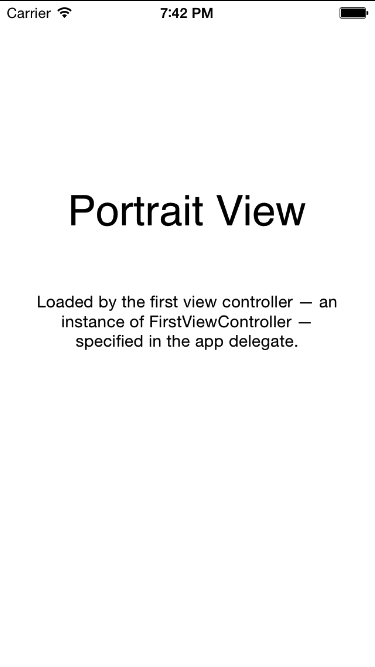 Carrier 7:42 PM
Portrait View
Loaded by the first view controller — an
instance of FirstViewController —
specified in the app delegate.